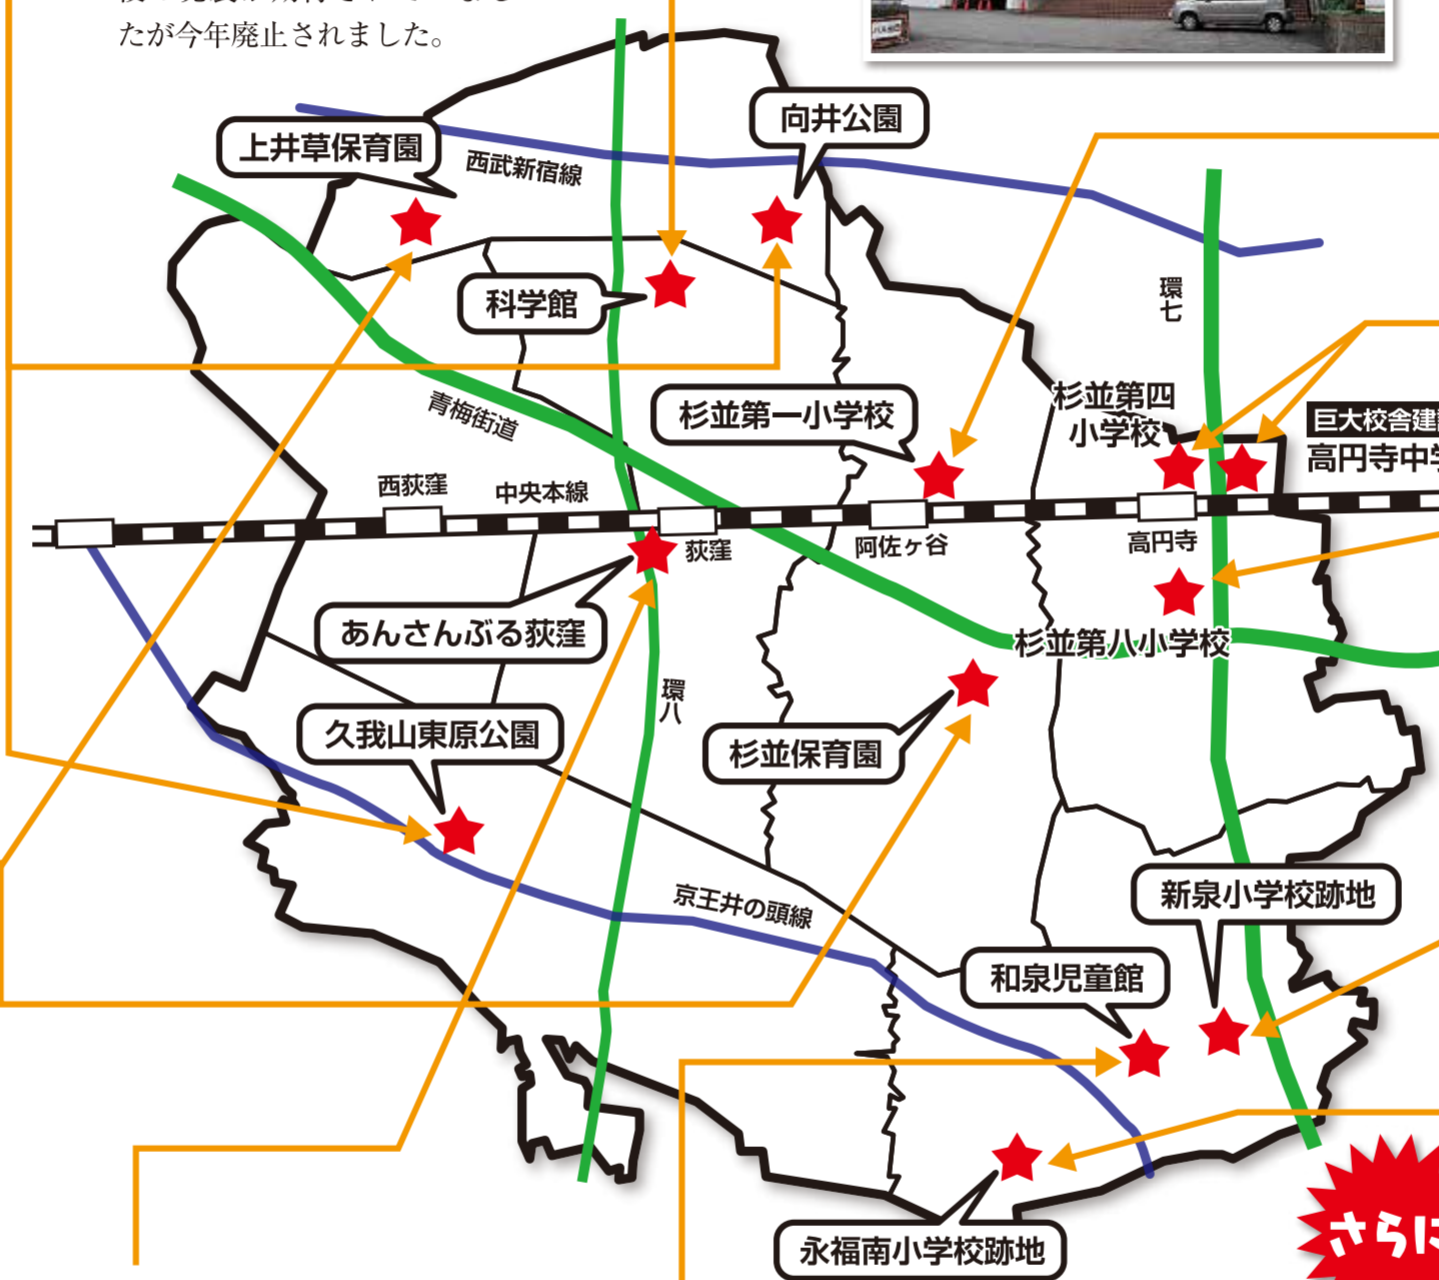 たが今年廃止されました。
向井公園
上井草保育園
西武新宿線
環七
科学館
杉並第四
小学校
青梅街道
杉並第一小学校
巨大校舎建
高円寺中学
西荻窪
中央本線
荻窪
阿佐ヶ谷
高円寺
あんさんぶる荻窪
杉並第八小学校
環八
久我山東原公園
杉並保育園
京王井の頭線
新泉小学校跡地
和泉児童館
永福南小学校跡地
さらに